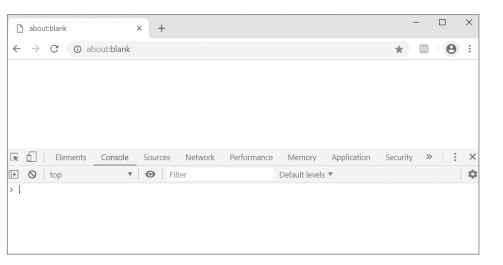 about:blank
about:blank
Elements Console Sources Network Performance Memory Application Security »
top Filter Default levels
>